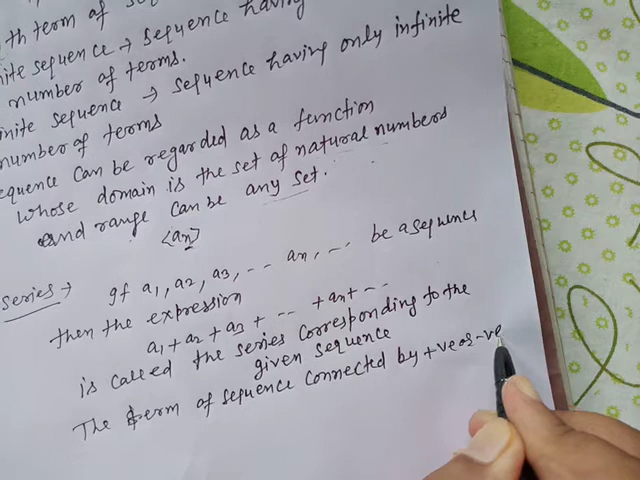 th term of
nite sequence → sequence having
number of terms.
inite sequence → sequence having only infinite
number of terms
equence can be regarded as a function
whose domain is the set of natural numbers
and range can be any set.
<an>
Series → If a1, a2, a3, --- an, --- be a sequence
then the expression
a1 + a2 + a3 + --- + an + ---
is called the series corresponding to the
given sequence
The term of sequence connected by +ve or -ve